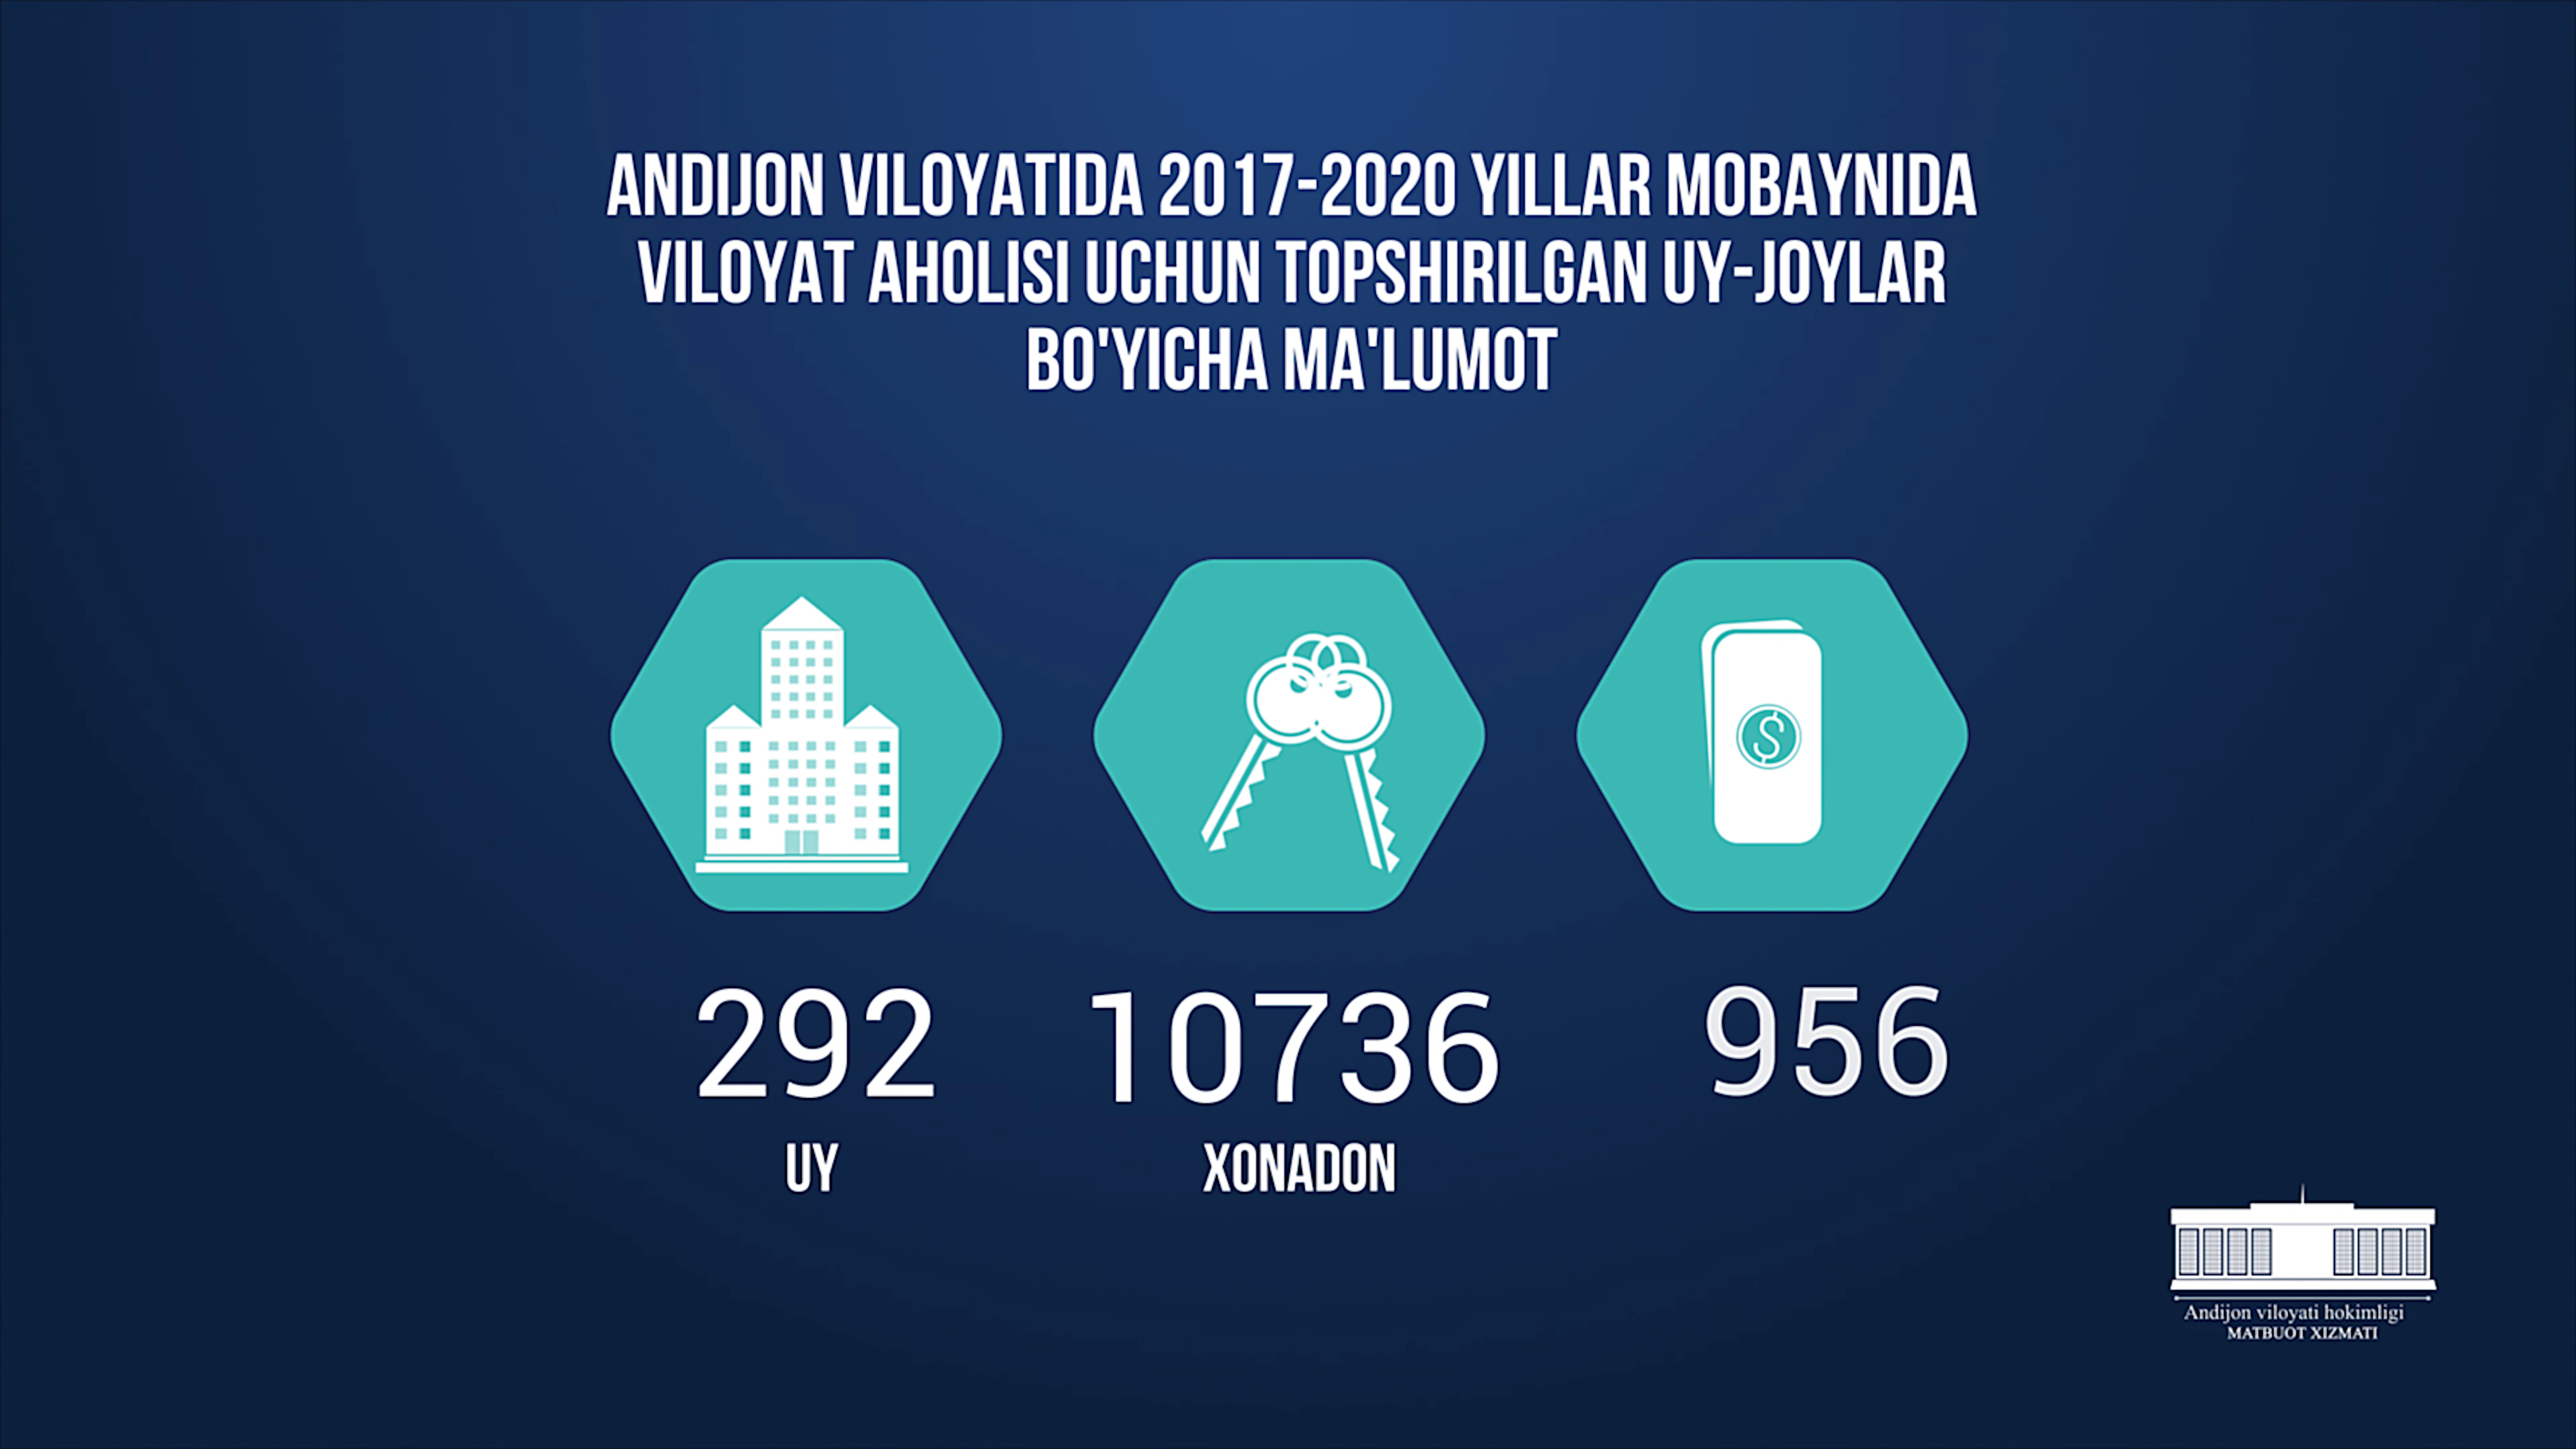 ANDIJON VILOYATIDA 2017-2020 YILLAR MOBAYNIDA
VILOYAT AHOLISI UCHUN TOPSHIRILGAN UY-JOYLAR
BO'YICHA MA'LUMOT
$
292
10736
956
UY
XONADON
Andijon viloyati hokimligi
MATBUOT XIZMATI